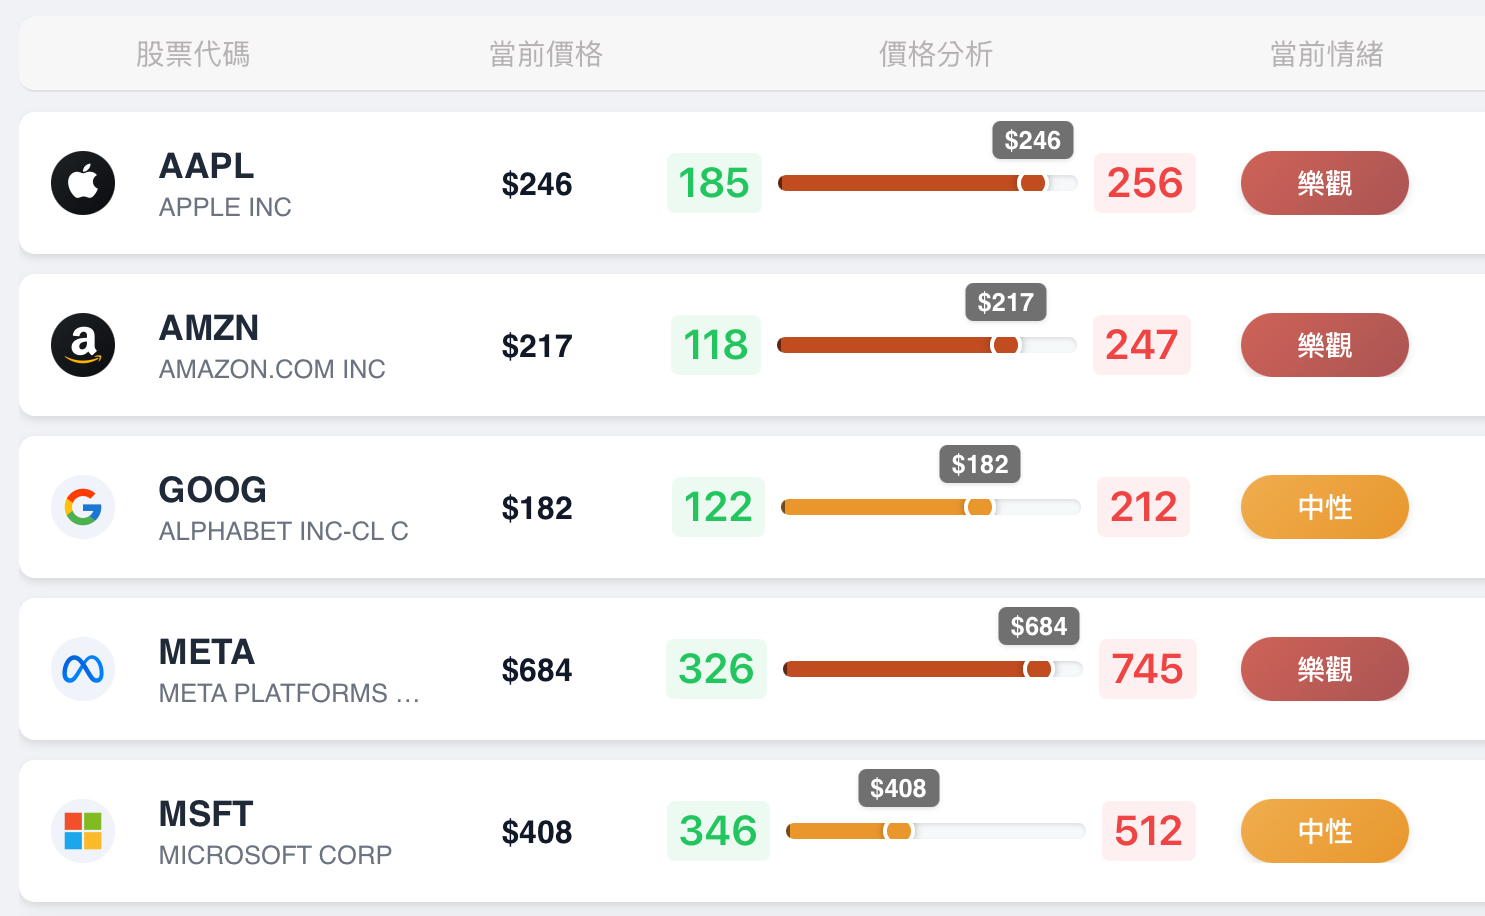 股票代碼 當前價格 價格分析 當前情緒
$246
AAPL
APPLE INC
$246 185 256 樂觀
$217
AMZN
AMAZON.COM INC
$217 118 247 樂觀
$182
GOOG
ALPHABET INC-CL C
$182 122 212 中性
$684
META
META PLATFORMS …
$684 326 745 樂觀
$408
MSFT
MICROSOFT CORP
$408 346 512 中性